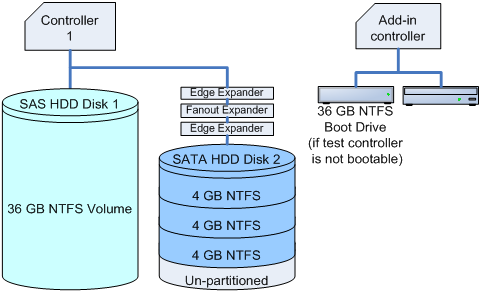 Controller
1
Add-in
controller
SAS HDD Disk 1
Edge Expander
Fanout Expander
Edge Expander
36 GB NTFS
Boot Drive
(if test controller
is not bootable)
SATA HDD Disk 2
36 GB NTFS Volume
4 GB NTFS
4 GB NTFS
4 GB NTFS
Un-partitioned